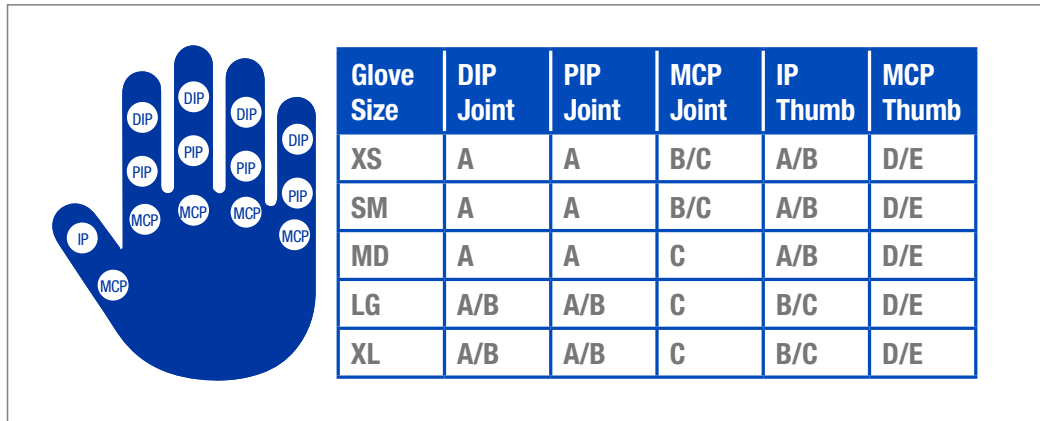 DIP
DIP
DIP
DIP
PIP
PIP
PIP
PIP
MCP
MCP
MCP
MCP
IP
MCP
Glove Size DIP Joint PIP Joint MCP Joint IP Thumb MCP Thumb
XS A A B/C A/B D/E
SM A A B/C A/B D/E
MD A A C A/B D/E
LG A/B A/B C B/C D/E
XL A/B A/B C B/C D/E